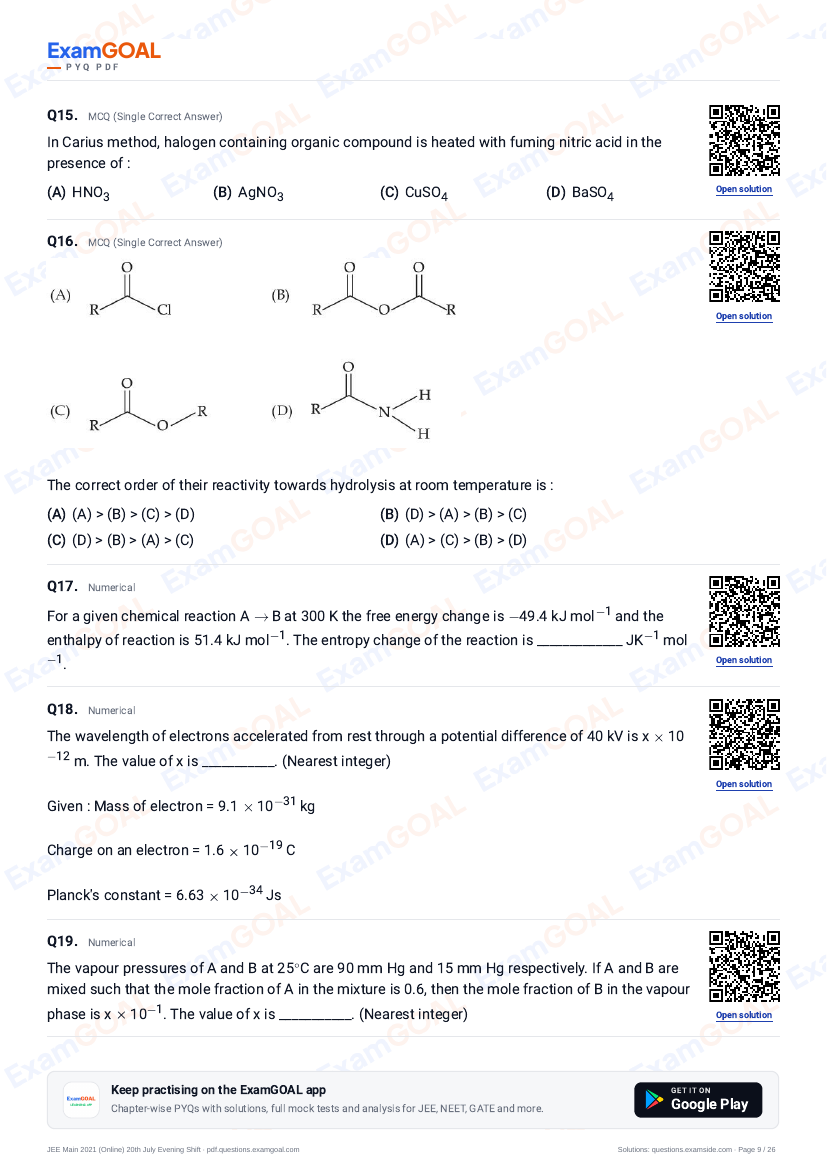 ExamGOAL
PYQ PDF
Q15. MCQ (Single Correct Answer)
In Carius method, halogen containing organic compound is heated with fuming nitric acid in the
presence of :
(A) HNO3 (B) AgNO3 (C) CuSO4 (D) BaSO4
Open solution
Q16. MCQ (Single Correct Answer)
(A) R O Cl (B) R O O O R
(C) R O O R (D) R O N H H
Open solution
The correct order of their reactivity towards hydrolysis at room temperature is :
(A) (A) > (B) > (C) > (D) (B) (D) > (A) > (B) > (C)
(C) (D) > (B) > (A) > (C) (D) (A) > (C) > (B) > (D)
Q17. Numerical
For a given chemical reaction A → B at 300 K the free energy change is −49.4 kJ mol−1 and the
enthalpy of reaction is 51.4 kJ mol−1. The entropy change of the reaction is ____________ JK−1 mol
−1.
Open solution
Q18. Numerical
The wavelength of electrons accelerated from rest through a potential difference of 40 kV is x × 10
−12 m. The value of x is __________. (Nearest integer)
Open solution
Given : Mass of electron = 9.1 × 10−31 kg
Charge on an electron = 1.6 × 10−19 C
Planck's constant = 6.63 × 10−34 Js
Q19. Numerical
The vapour pressures of A and B at 25°C are 90 mm Hg and 15 mm Hg respectively. If A and B are
mixed such that the mole fraction of A in the mixture is 0.6, then the mole fraction of B in the vapour
phase is x × 10−1. The value of x is __________. (Nearest integer)
Open solution
Keep practising on the ExamGOAL app
Chapter-wise PYQs with solutions, full mock tests and analysis for JEE, NEET, GATE and more.
GET IT ON
Google Play
JEE Main 2021 (Online) 20th July Evening Shift · pdf.questions.examgoal.com Solutions: questions.examside.com · Page 9 / 26